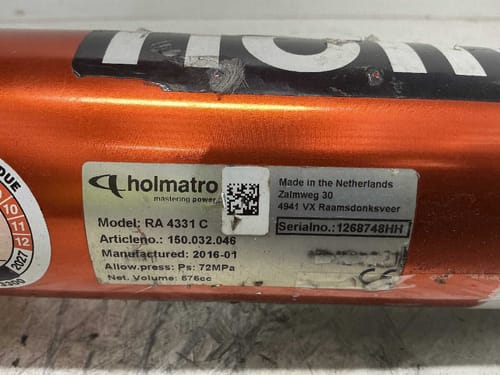 holmatro
mastering power
Model: RA 4331 C
Articleno.: 150.032.046
Manufactured: 2016-01
Allow.press: Ps: 72MPa
Net. Volume: 676cc
Made in the Netherlands
Zalmweg 30
4941 VX Raamsdonksveer
Serialno.: 1268748HH
DUE
10
11
12
2027
3300